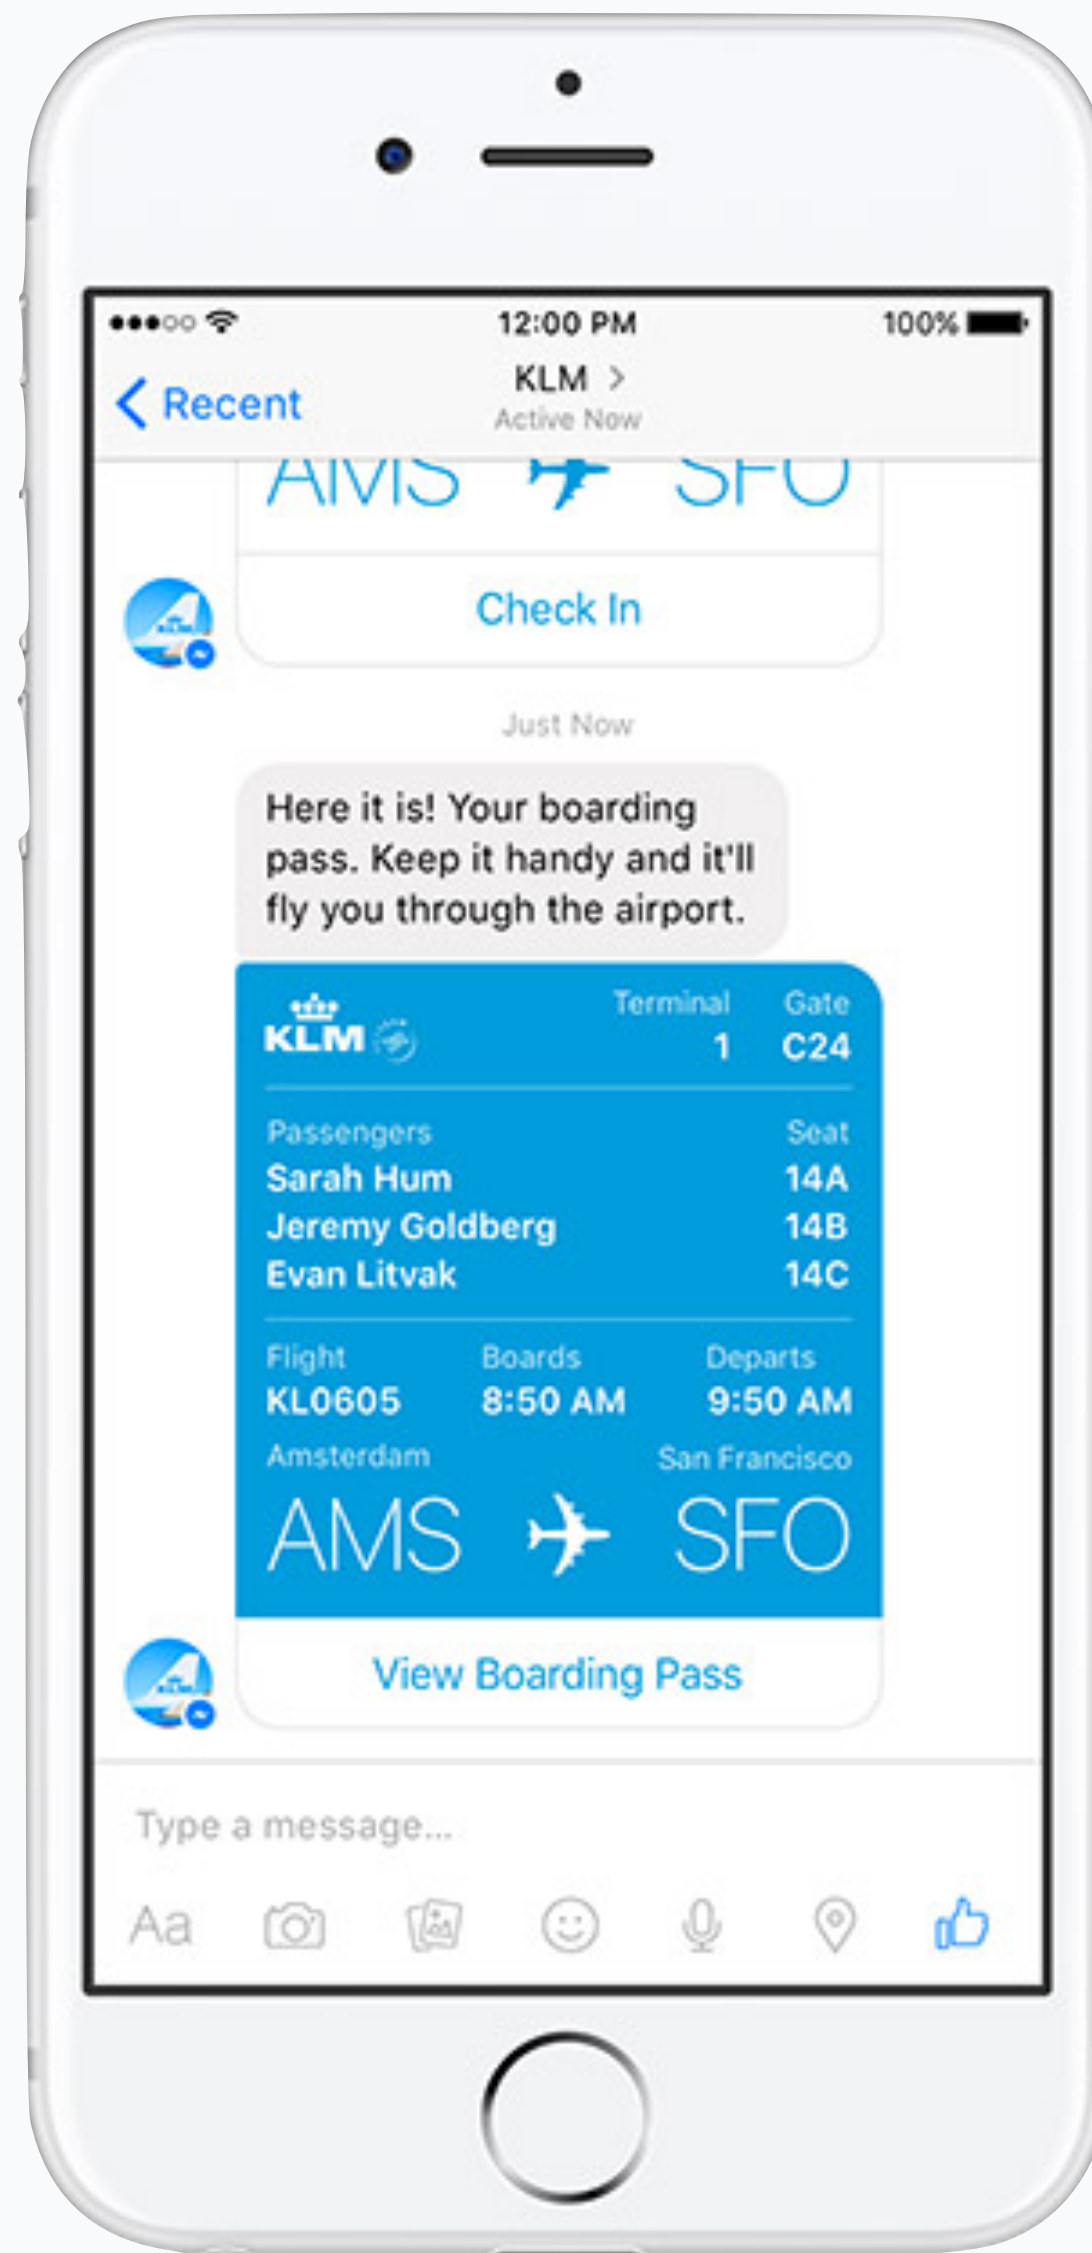 12:00 PM 100%
Recent KLM >
Active Now
AMS SFO
Check In
Just Now
Here it is! Your boarding
pass. Keep it handy and it'll
fly you through the airport.
KLM
Terminal Gate
1 C24
Passengers Seat
Sarah Hum 14A
Jeremy Goldberg 14B
Evan Litvak 14C
Flight Boards Departs
KL0605 8:50 AM 9:50 AM
Amsterdam San Francisco
AMS SFO
View Boarding Pass
Type a message...
Aa